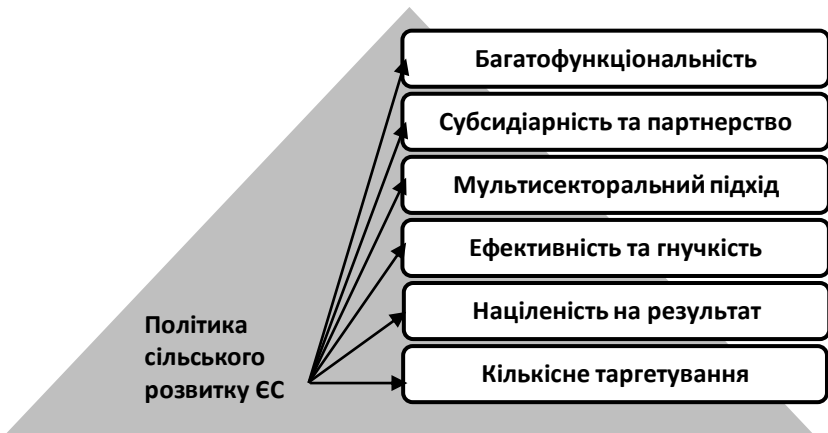 Багатофункціональність
Субсидіарність та партнерство
Мультисекторальний підхід
Ефективність та гнучкість
Націленість на результат
Кількісне таргетування
Політика
сільського
розвитку ЄС